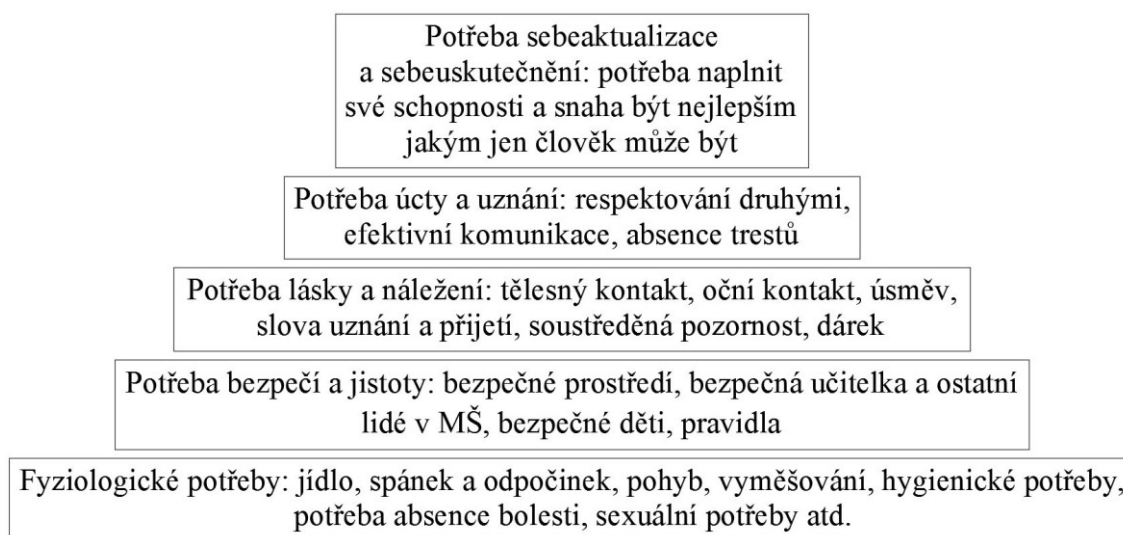 Potřeba sebeaktualizace
a sebeuskutečnění: potřeba naplnit
své schopnosti a snaha být nejlepším
jakým jen člověk může být
Potřeba úcty a uznání: respektování druhými,
efektivní komunikace, absence trestů
Potřeba lásky a náležení: tělesný kontakt, oční kontakt, úsměv,
slova uznání a přijetí, soustředěná pozornost, dárek
Potřeba bezpečí a jistoty: bezpečné prostředí, bezpečná učitelka a ostatní
lidé v MŠ, bezpečné děti, pravidla
Fyziologické potřeby: jídlo, spánek a odpočinek, pohyb, vyměšování, hygienické potřeby,
potřeba absence bolesti, sexuální potřeby atd.